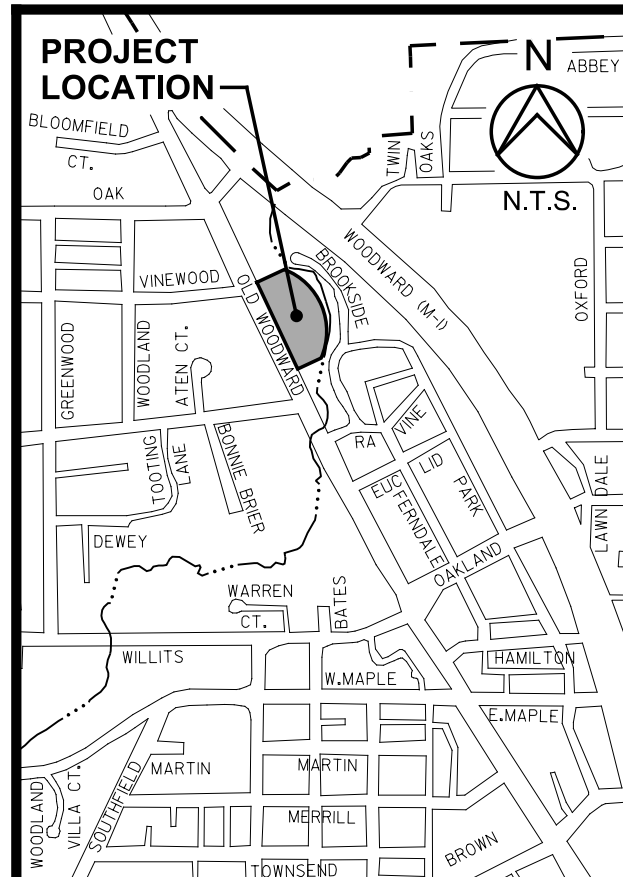 PROJECT
LOCATION
N
ABBEY
BLOOMFIELD
CT.
TWIN
OAKS
OAK
N.T.S.
WOODWARD (M-1)
BROOKSIDE
VINEWOOD
OLD WOODWARD
OXFORD
GREENWOOD
WOODLAND
ATEN CT.
TOOTING
LANE
BONNIE BRIER
RA
VINE
EUC
LID
PARK
FERNDALE
LAWN DALE
DEWEY
OAKLAND
WARREN
CT.
BATES
WILLITS
HAMILTON
W.MAPLE
E.MAPLE
MARTIN
MARTIN
SOUTHFIELD
WOODLAND
VILLA CT.
MERRILL
BROWN
TOWNSEND